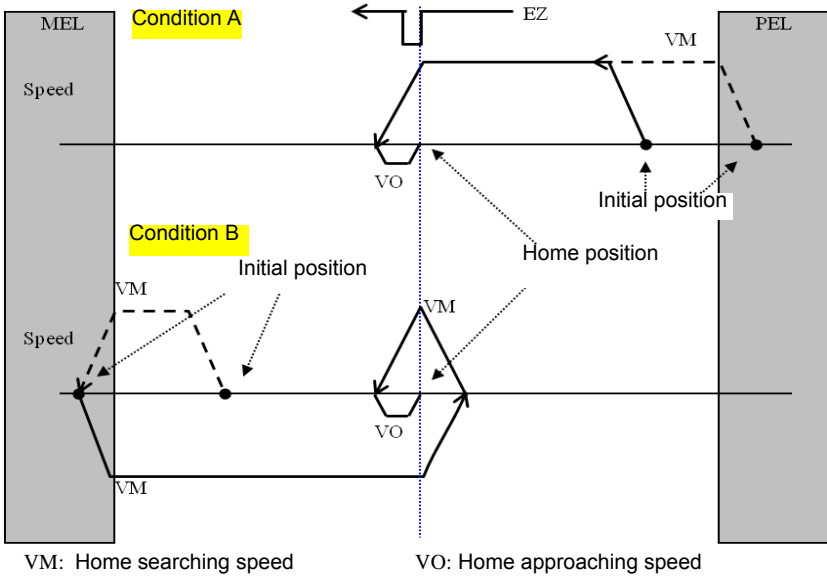 MEL
Condition A
EZ
PEL
VM
Speed
VO
Initial position
Condition B
Home position
Initial position
VM
VM
Speed
VO
VM
VM: Home searching speed
VO: Home approaching speed